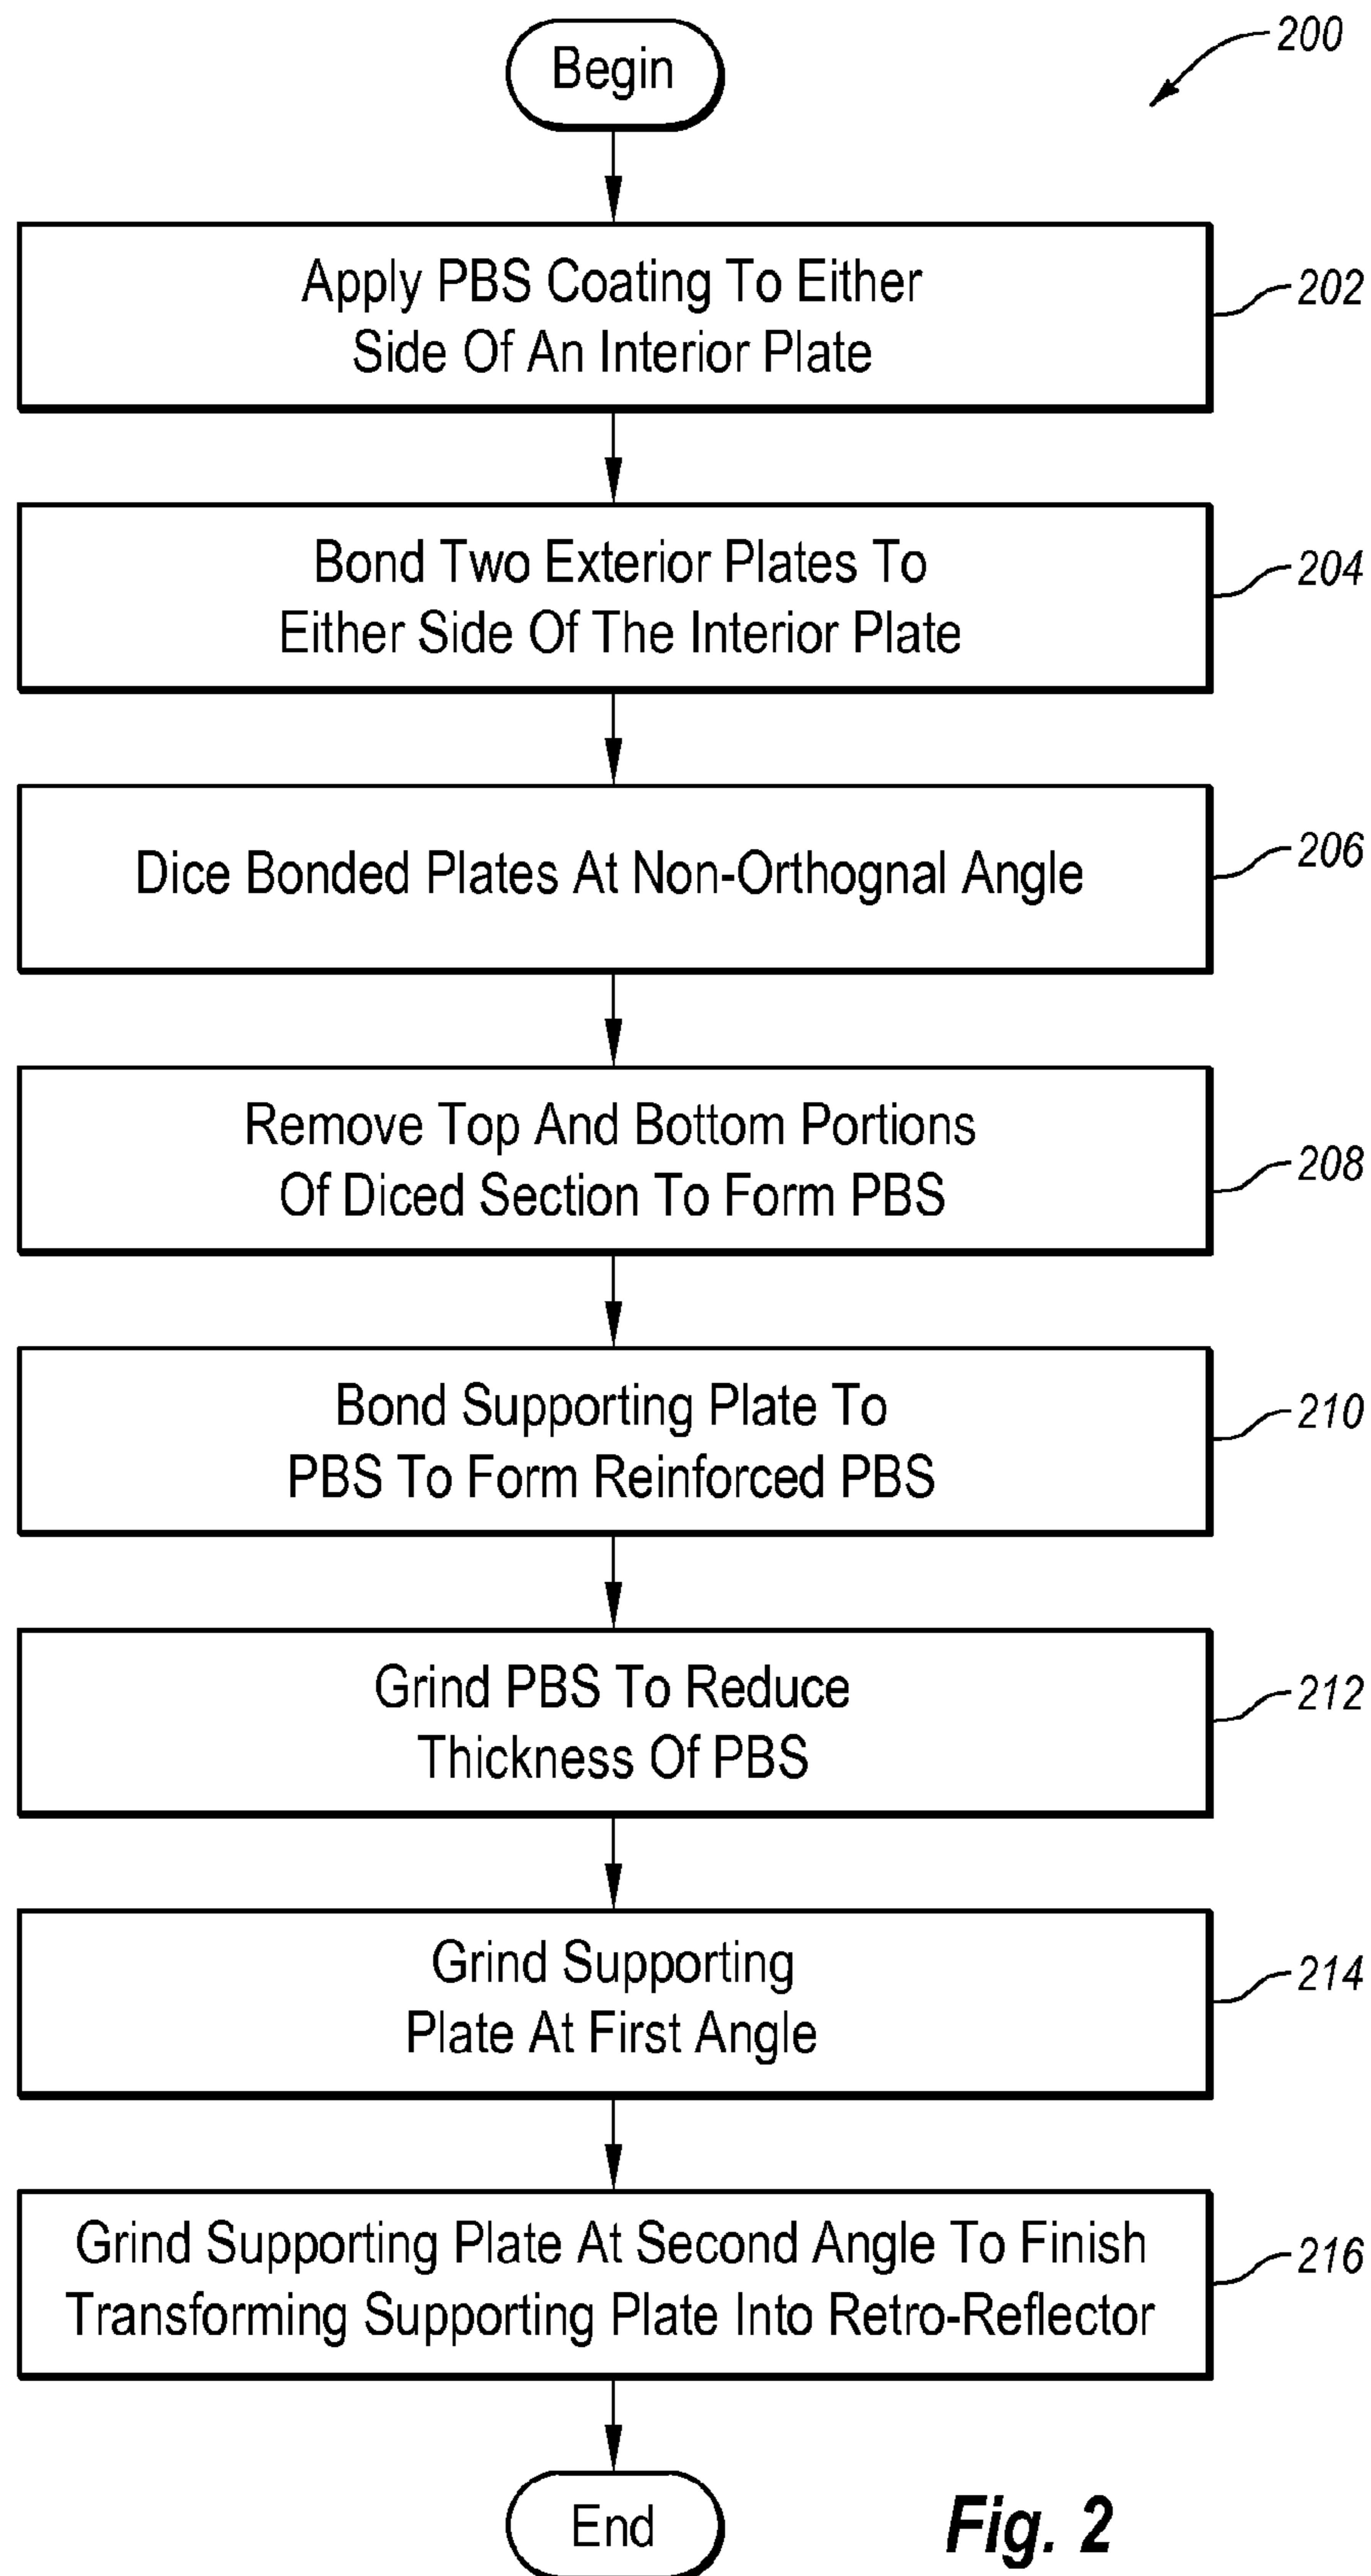 Begin
200
Apply PBS Coating To Either
Side Of An Interior Plate
202
Bond Two Exterior Plates To
Either Side Of The Interior Plate
204
Dice Bonded Plates At Non-Orthognal Angle
206
Remove Top And Bottom Portions
Of Diced Section To Form PBS
208
Bond Supporting Plate To
PBS To Form Reinforced PBS
210
Grind PBS To Reduce
Thickness Of PBS
212
Grind Supporting
Plate At First Angle
214
Grind Supporting Plate At Second Angle To Finish
Transforming Supporting Plate Into Retro-Reflector
216
End
Fig. 2